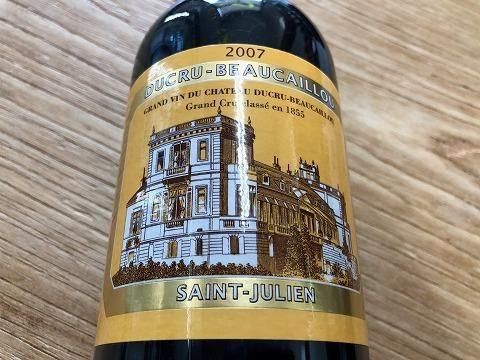 2007
DUCRU-BEAUCAILLOU
GRAND VIN DU CHATEAU DUCRU-BEAUCAILLOU
Grand Cru classé en 1855
SAINT-JULIEN